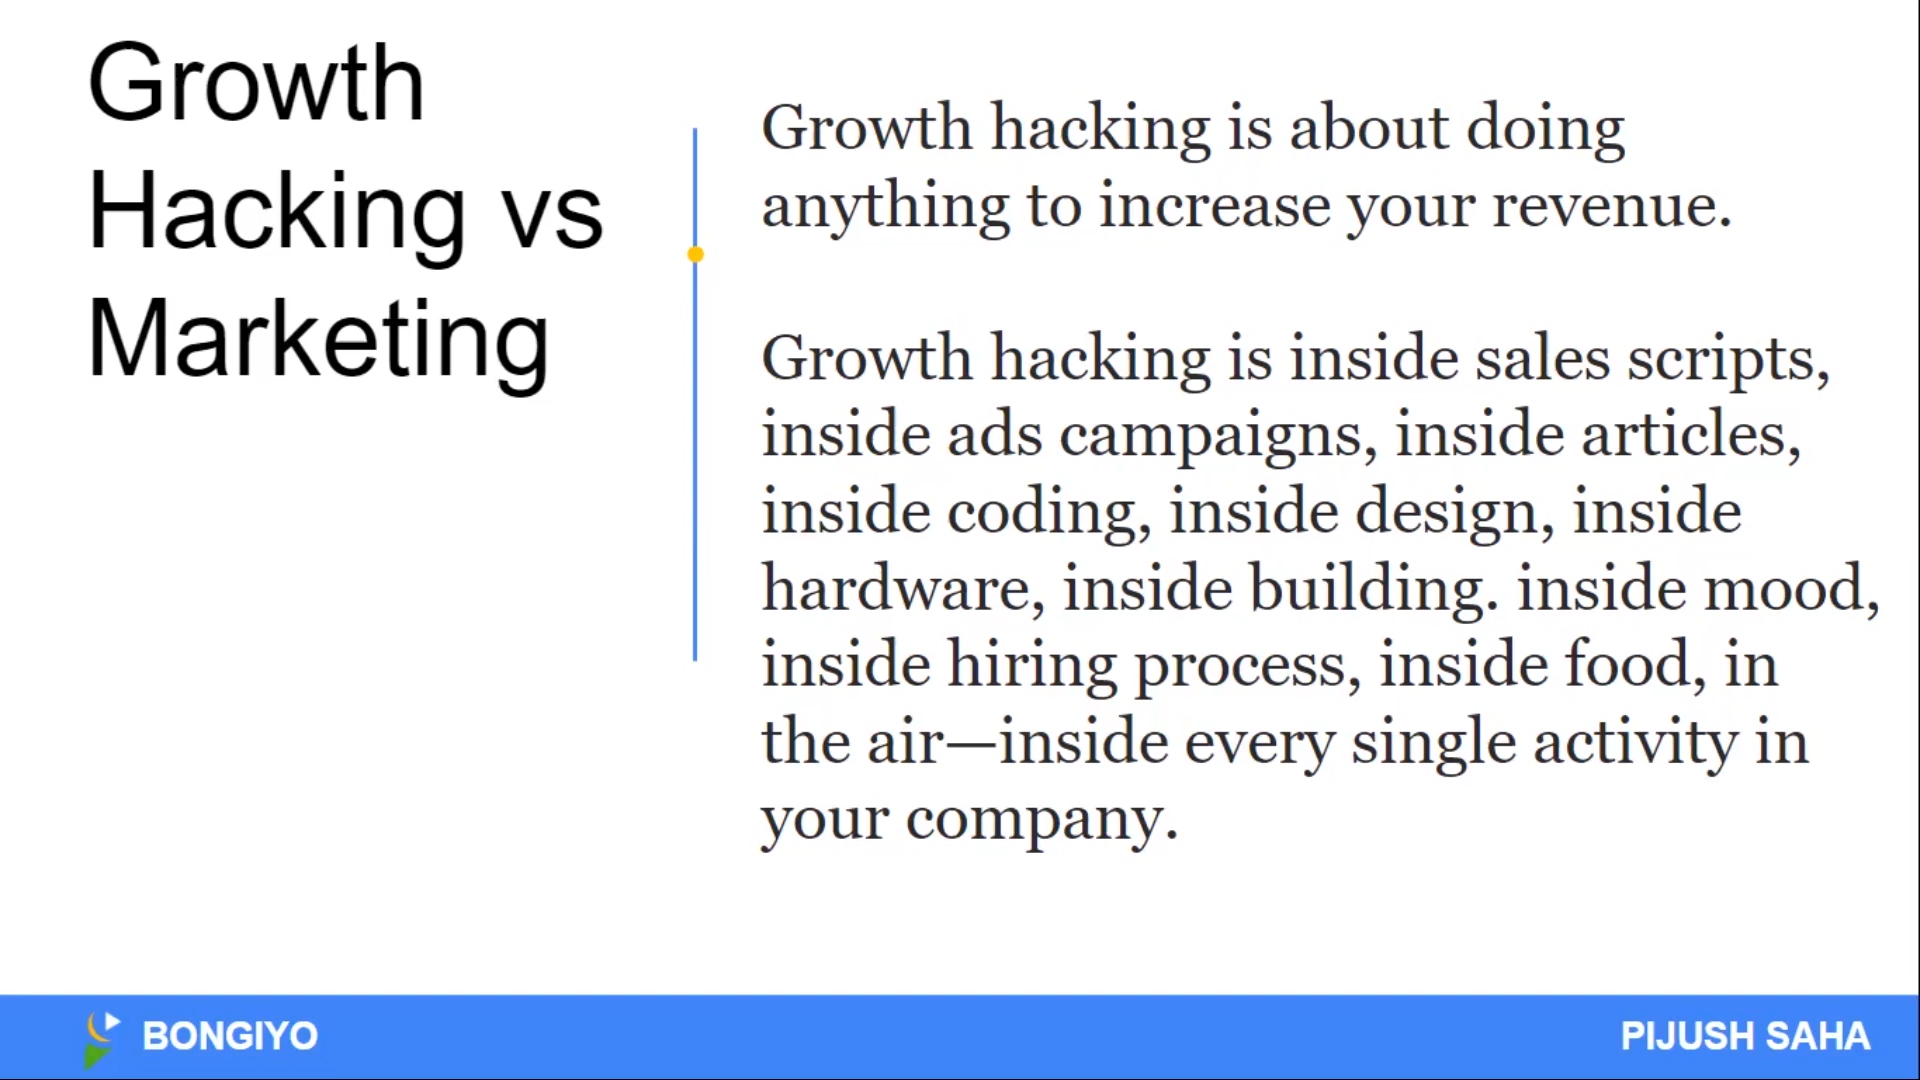 Growth
Hacking vs
Marketing
Growth hacking is about doing
anything to increase your revenue.
Growth hacking is inside sales scripts,
inside ads campaigns, inside articles,
inside coding, inside design, inside
hardware, inside building. inside mood,
inside hiring process, inside food, in
the air—inside every single activity in
your company.
BONGIYO
PIJUSH SAHA